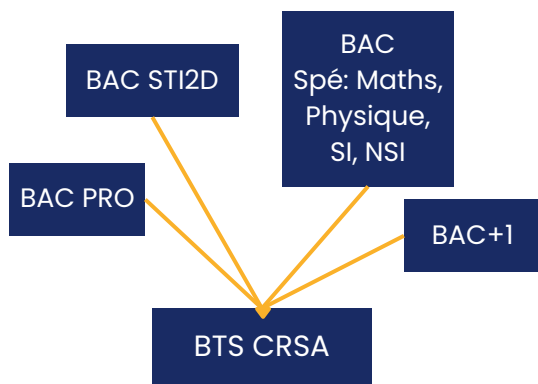 BAC
Spé: Maths,
Physique,
SI, NSI
BAC STI2D
BAC PRO
BAC+1
BTS CRSA